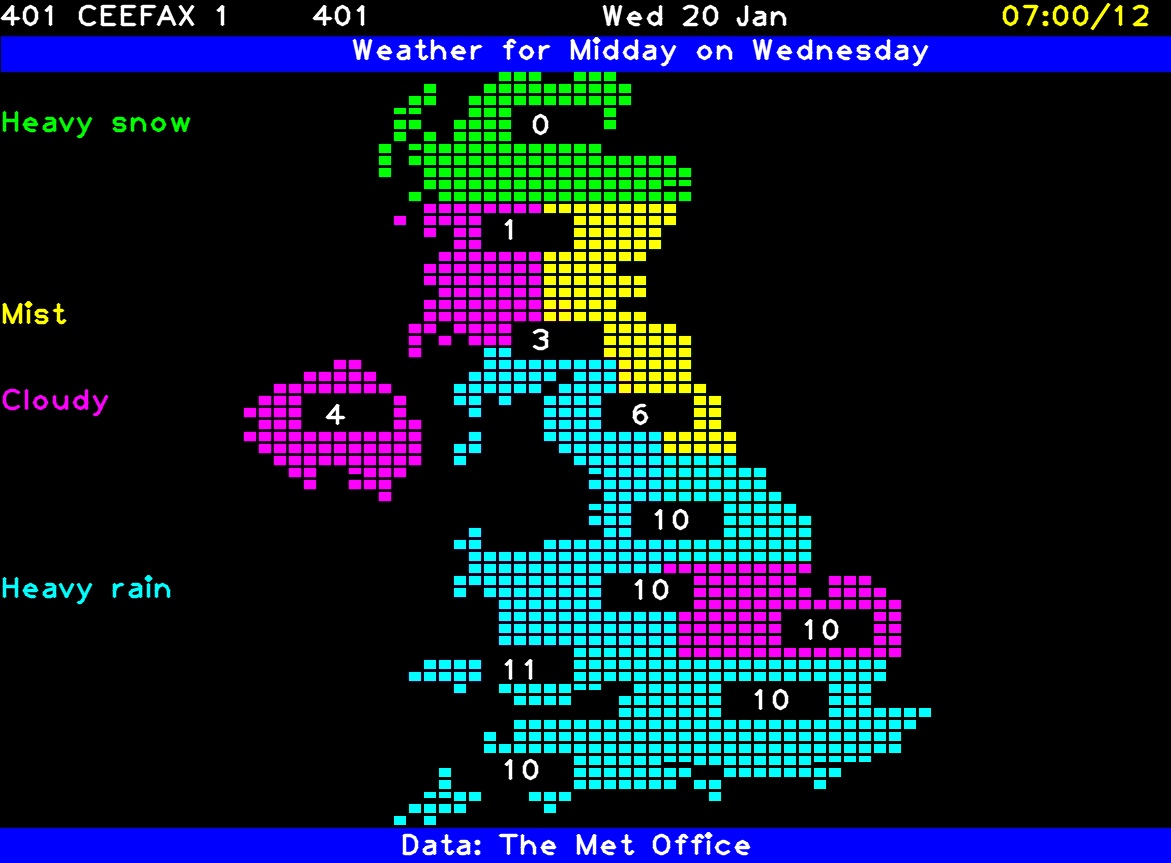 401 CEEFAX 1 401 Wed 20 Jan 07:00/12
Weather for Midday on Wednesday
Heavy snow
0
1
Mist
3
Cloudy
4
6
10
Heavy rain
10
10
11
10
10
Data: The Met Office